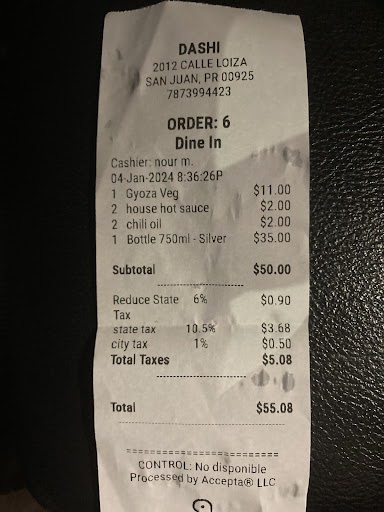 DASHI
2012 CALLE LOIZA
SAN JUAN, PR 00925
7873994423
ORDER: 6
Dine In
Cashier: nour m.
04-Jan-2024 8:36:26P
1 Gyoza Veg $11.00
2 house hot sauce $2.00
2 chili oil $2.00
1 Bottle 750ml - Silver $35.00
Subtotal $50.00
Reduce State 6% $0.90
Tax
state tax 10.5% $3.68
city tax 1% $0.50
Total Taxes $5.08
Total $55.08
CONTROL: No disponible
Processed by Accepta® LLC